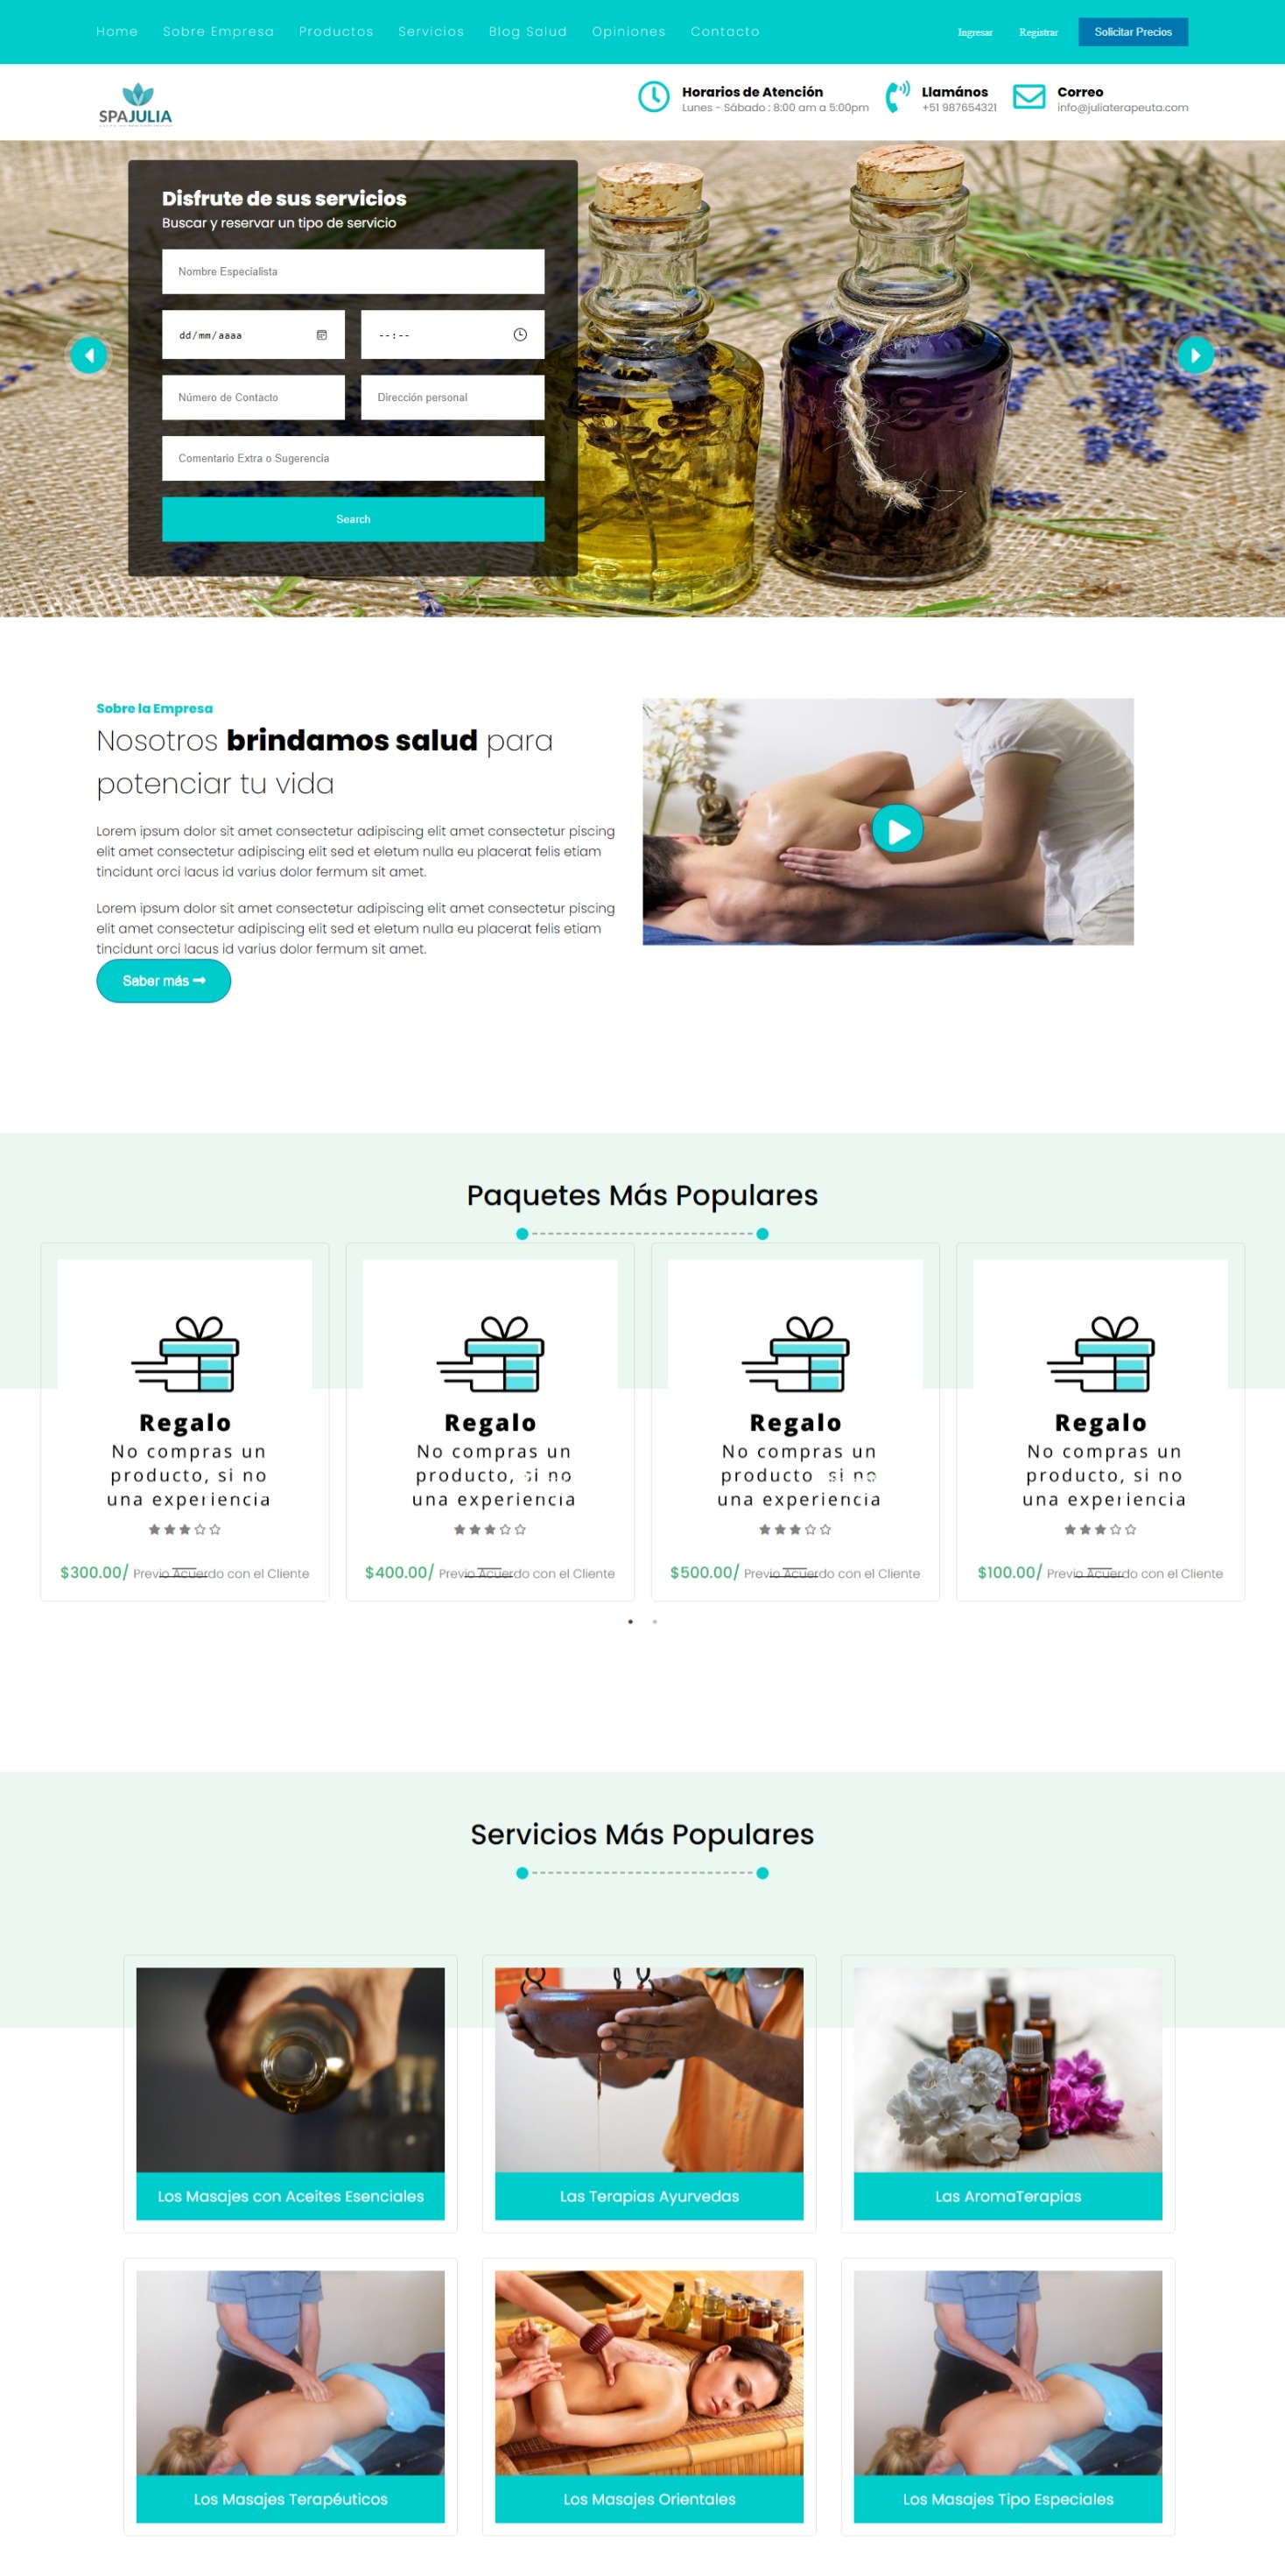 Home Sobre Empresa Productos Servicios Blog Salud Opiniones Contacto Ingresar Registrar Solicitar Precios
SPAJULIA
Horarios de Atención
Lunes - Sábado : 8:00 am a 5:00pm
Llamános
+51 987654321
Correo
info@juliaterapeuta.com
Disfrute de sus servicios
Buscar y reservar un tipo de servicio
Nombre Especialista
dd/mm/aaaa --:--
Número de Contacto Dirección personal
Comentario Extra o Sugerencia
Search
Sobre la Empresa
Nosotros brindamos salud para
potenciar tu vida
Lorem ipsum dolor sit amet consectetur adipiscing elit amet consectetur piscing
elit amet consectetur adipiscing elit sed et eletum nulla eu placerat felis etiam
tincidunt orci lacus id varius dolor fermum sit amet.
Lorem ipsum dolor sit amet consectetur adipiscing elit amet consectetur piscing
elit amet consectetur adipiscing elit sed et eletum nulla eu placerat felis etiam
tincidunt orci lacus id varius dolor fermum sit amet.
Saber más
Paquetes Más Populares
Regalo
No compras un
producto, si no
una experiencia
$300.00/ Previo Acuerdo con el Cliente
Regalo
No compras un
producto, si no
una experiencia
$400.00/ Previo Acuerdo con el Cliente
Regalo
No compras un
producto si no
una experiencia
$500.00/ Previo Acuerdo con el Cliente
Regalo
No compras un
producto, si no
una experiencia
$100.00/ Previo Acuerdo con el Cliente
Servicios Más Populares
Los Masajes con Aceites Esenciales
Las Terapias Ayurvedas
Las AromaTerapias
Los Masajes Terapéuticos
Los Masajes Orientales
Los Masajes Tipo Especiales